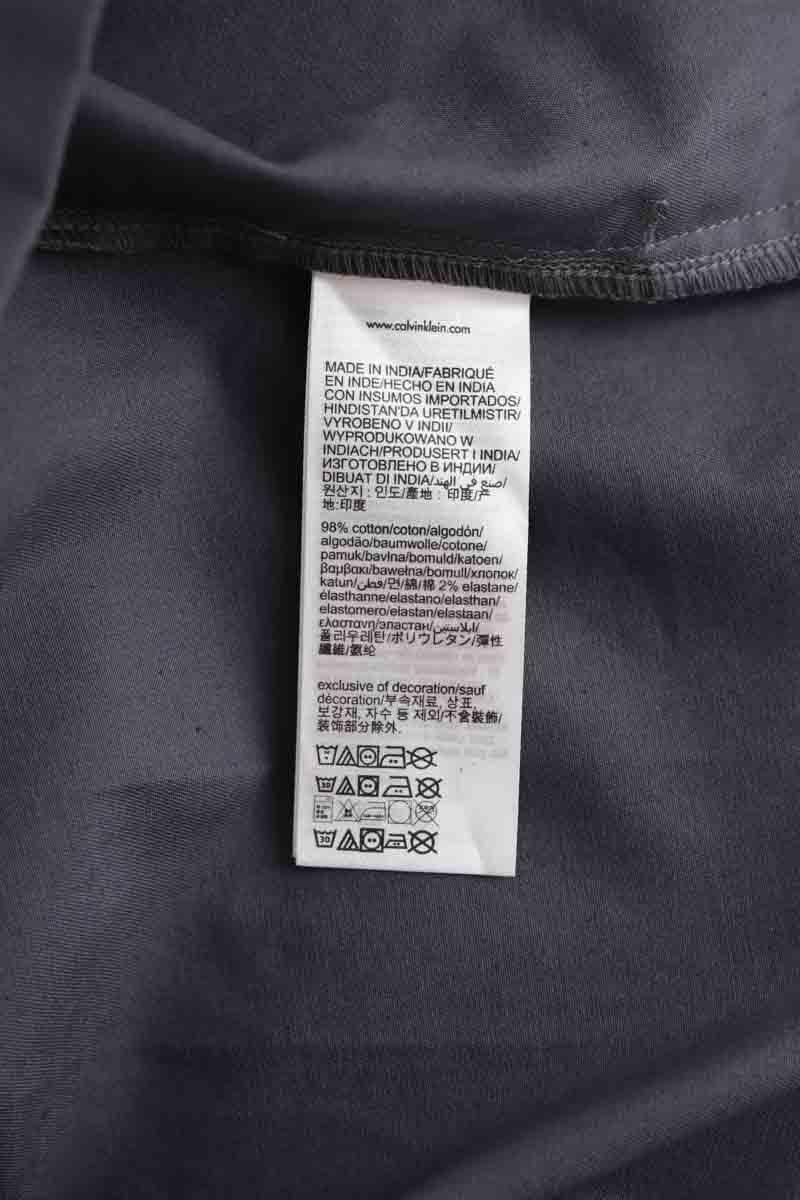 www.calvinklein.com
MADE IN INDIA/FABRIQUÉ
EN INDE/HECHO EN INDIA
CON INSUMOS IMPORTADOS/
HINDISTAN'DA URETILMISTIR/
VYROBENO V INDII/
WYPRODUKOWANO W
INDIACH/PRODUSERT I INDIA/
ИЗГОТОВЛЕНО В ИНДИИ/
DIBUAT DI INDIA/صنع في الهند/
원산지 : 인도/產地 : 印度/产
地:印度
98% cotton/coton/algodón/
algodão/baumwolle/cotone/
pamuk/bavlna/bomuld/katoen/
βαμβακι/bawełna/bomull/хлопок/
katun/قطن/면/綿/棉 2% elastane/
élasthanne/elastano/elasthan/
elastomero/elastan/elastaan/
ελαστανη/эластан/ايلاستين/
폴리우레탄/ポリウレタン/彈性
纖維/氨纶
exclusive of decoration/sauf
décoration/부속재료, 상표,
보강재, 자수 등 제외/不含裝飾/
装饰部分除外.
30
30